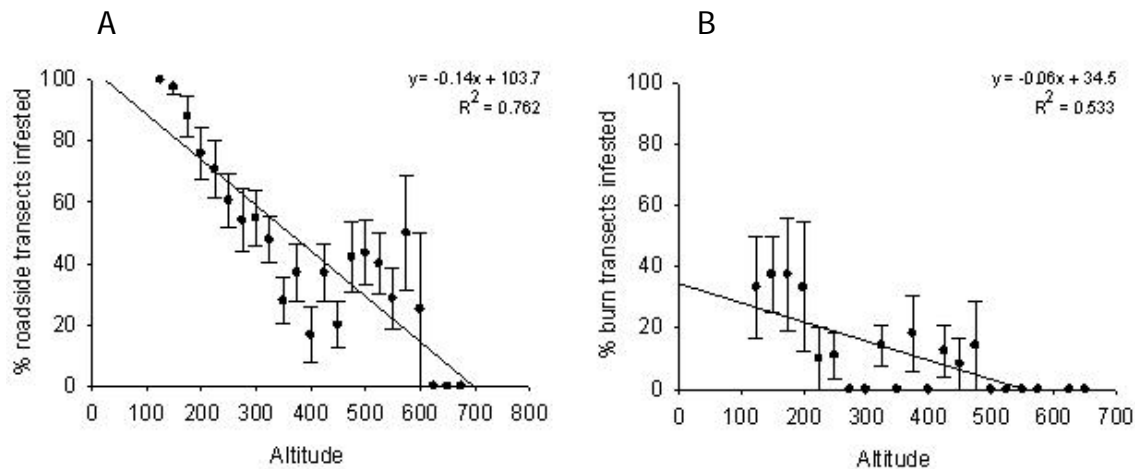 A
B
y= -0.14x + 103.7
R2 = 0.762
% roadside transects infested
100
80
60
40
20
0
0 100 200 300 400 500 600 700 800
Altitude
y= -0.06x + 34.5
R2 = 0.533
% burn transects infested
100
80
60
40
20
0
0 100 200 300 400 500 600 700
Altitude